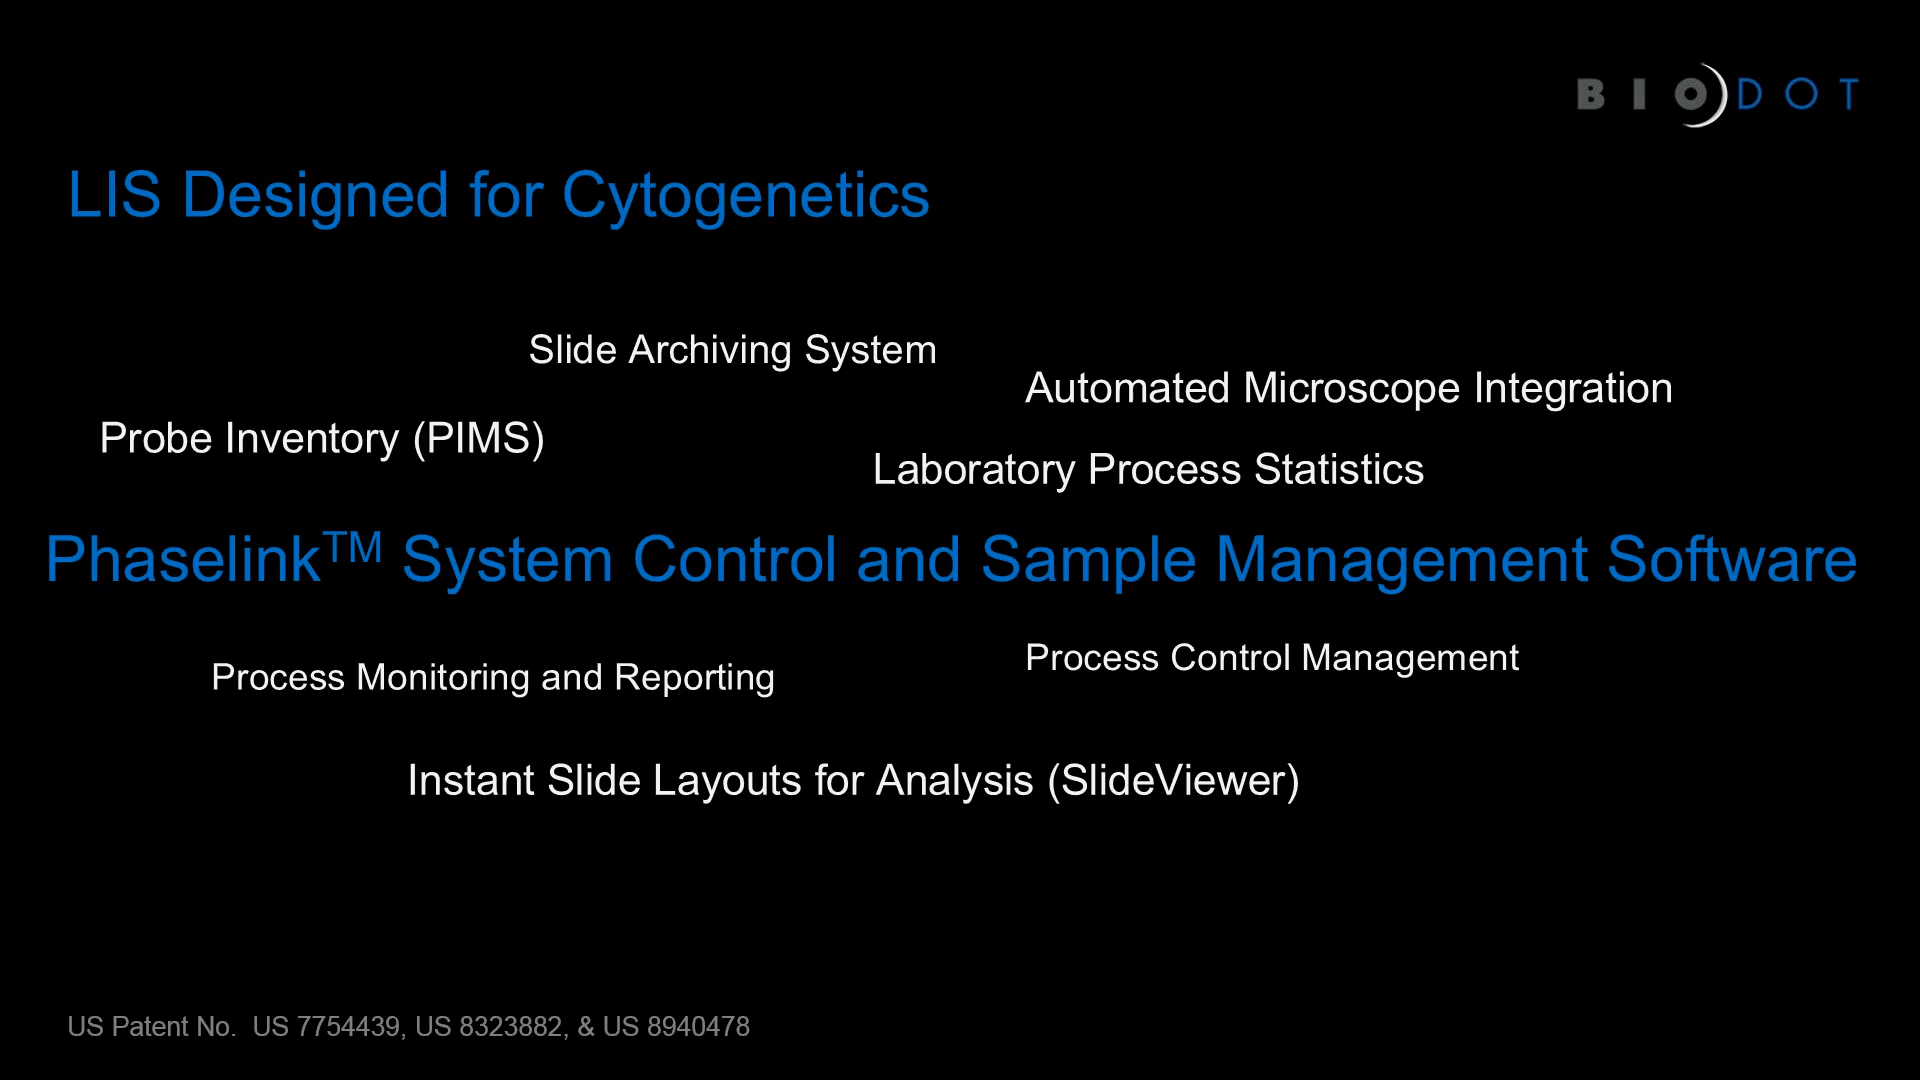 BIODOT
LIS Designed for Cytogenetics
Slide Archiving System
Automated Microscope Integration
Probe Inventory (PIMS)
Laboratory Process Statistics
Phaselink™ System Control and Sample Management Software
Process Monitoring and Reporting
Process Control Management
Instant Slide Layouts for Analysis (SlideViewer)
US Patent No.  US 7754439, US 8323882, & US 8940478